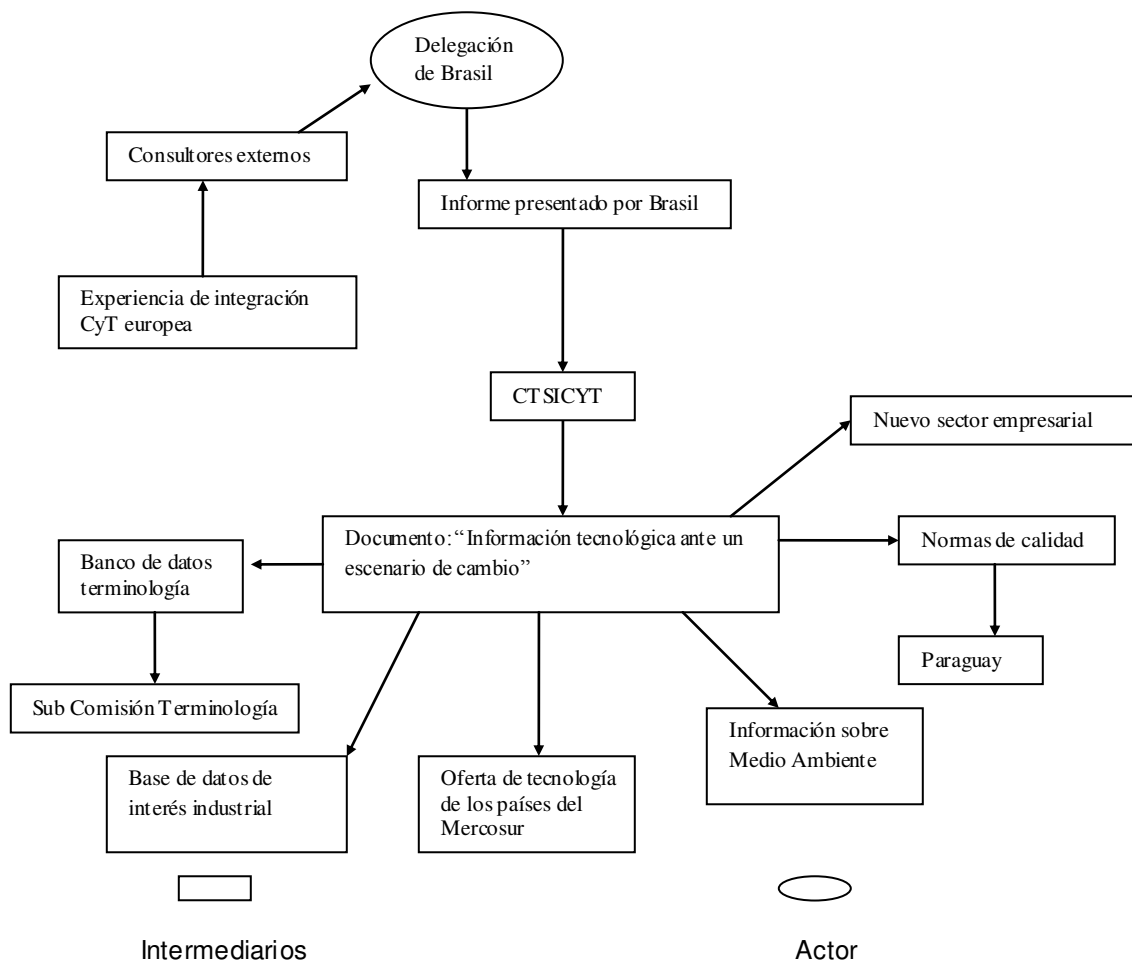 Delegación
de Brasil
Consultores externos
Informe presentado por Brasil
Experiencia de integración
CyT europea
CTSICYT
Nuevo sector empresarial
Documento: “Información tecnológica ante un
escenario de cambio”
Normas de calidad
Banco de datos
terminología
Paraguay
Sub Comisión Terminología
Información sobre
Medio Ambiente
Base de datos de
interés industrial
Oferta de tecnología
de los países del
Mercosur
Intermediarios
Actor